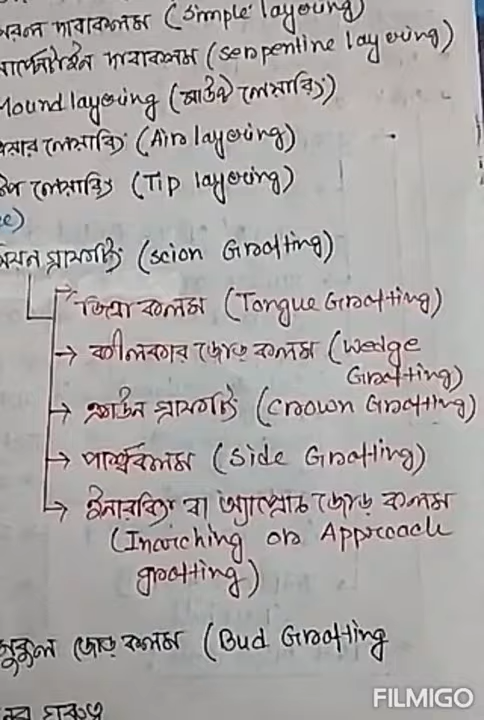 সরল দাবাকলম (Simple layering)
সার্পেন্টাইন দাবাকলম (Serpentine layering)
Mound layering (মাউন্ড লেয়ারিং)
এয়ার লেয়ারিং (Air layering)
টিপ লেয়ারিং (Tip layering)
সায়ন গ্রাফটিং (scion Grafting)
জিহ্বা কলম (Tongue Grafting)
→ কীলকাকার জোড় কলম (Wedge
Grafting)
→ ক্রাউন গ্রাফটিং (Crown Grafting)
→ পার্শ্বকলম (Side Grafting)
→ ইনারচিং বা অ্যাপ্রোচ জোড় কলম
(Inarching or Approach
grafting)
মুকুল জোড় কলম (Bud Grafting
FILMIGO